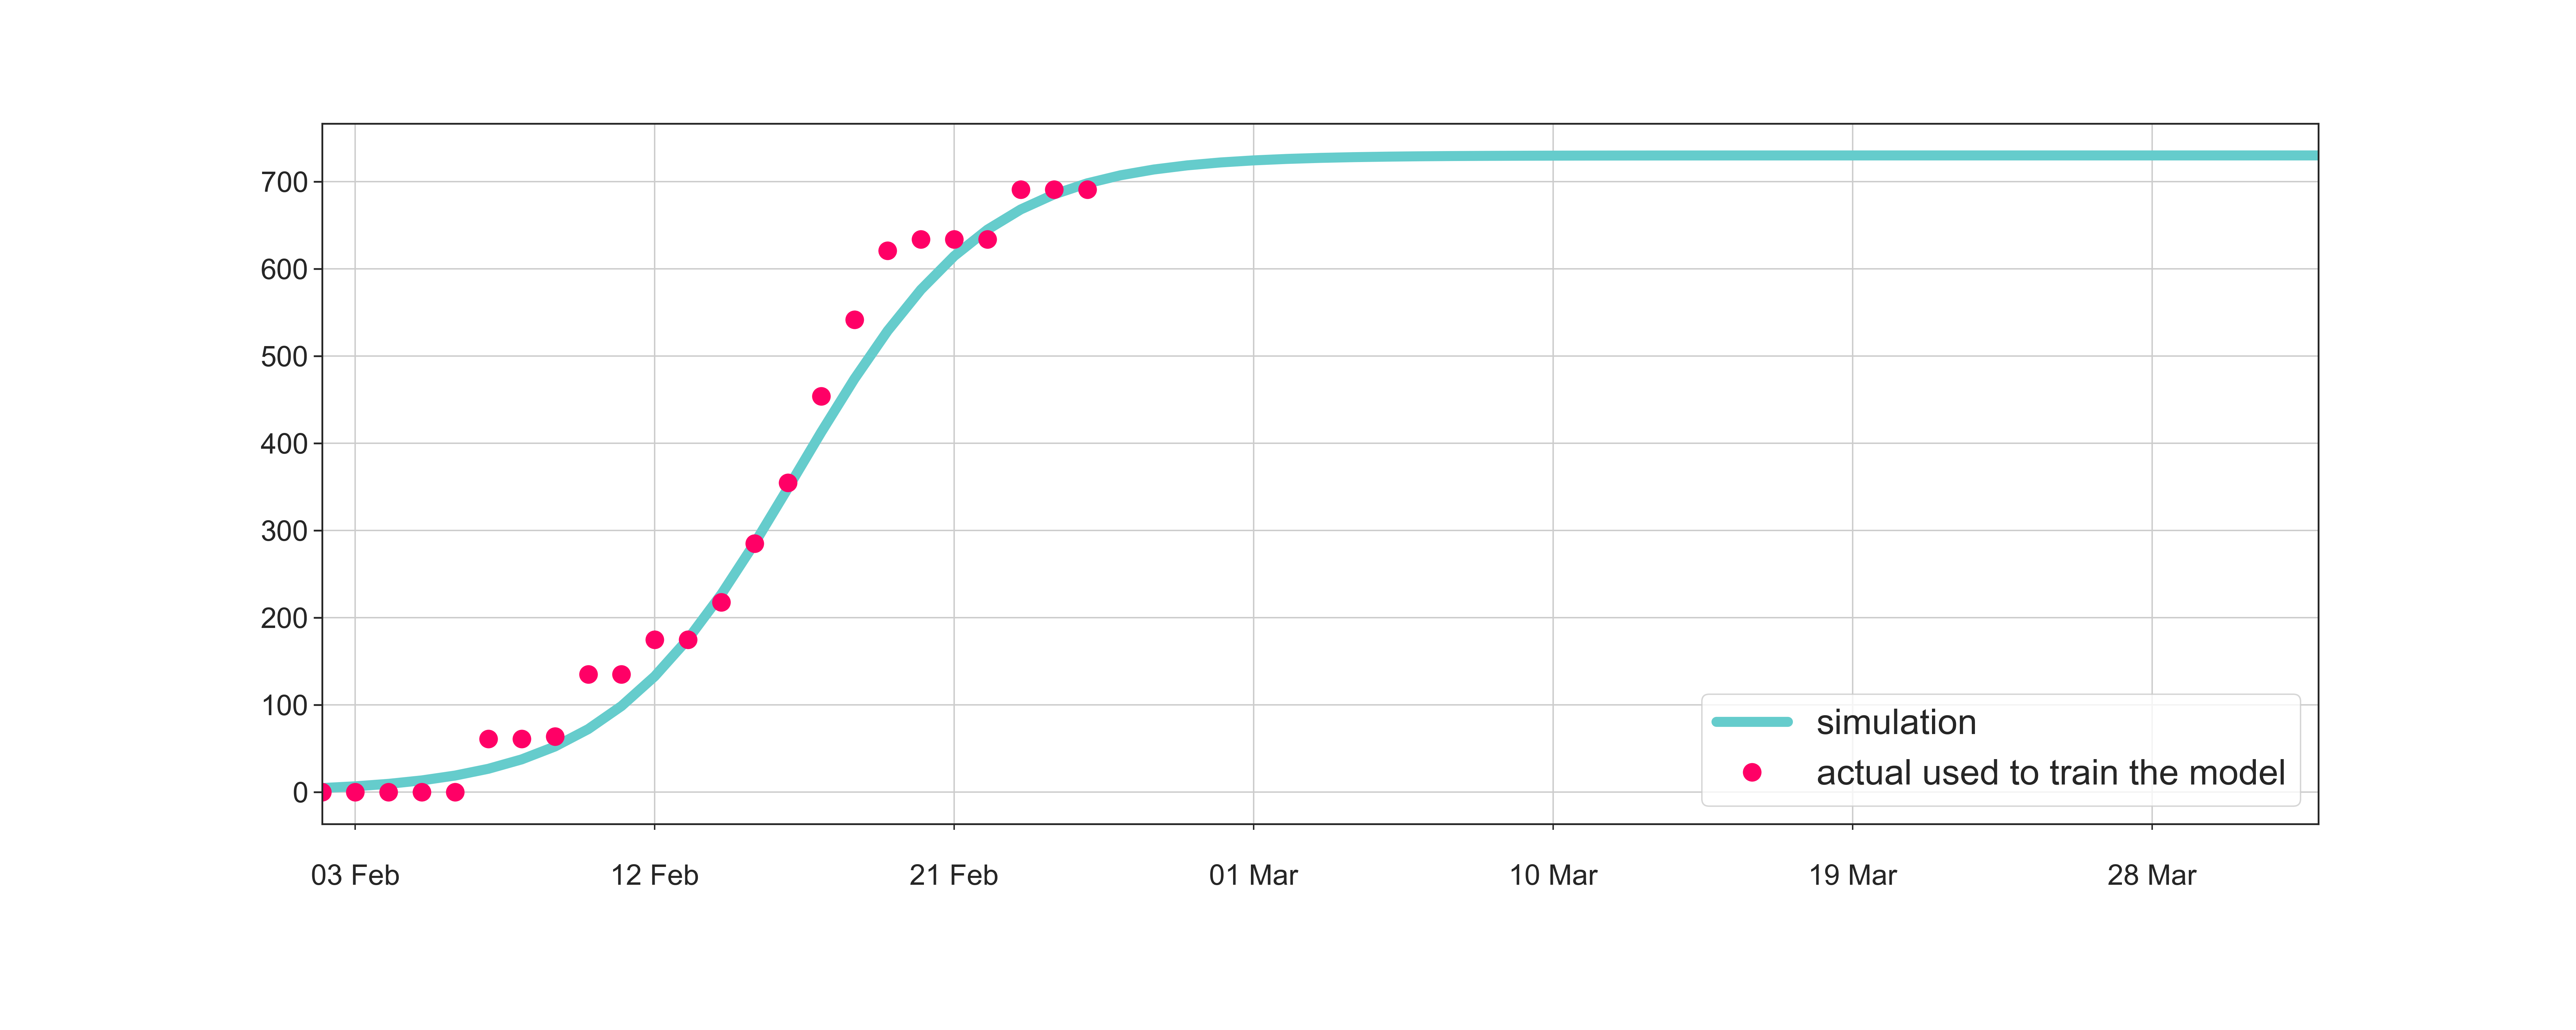 700
600
500
400
300
200
100
0
simulation
actual used to train the model
03 Feb
12 Feb
21 Feb
01 Mar
10 Mar
19 Mar
28 Mar